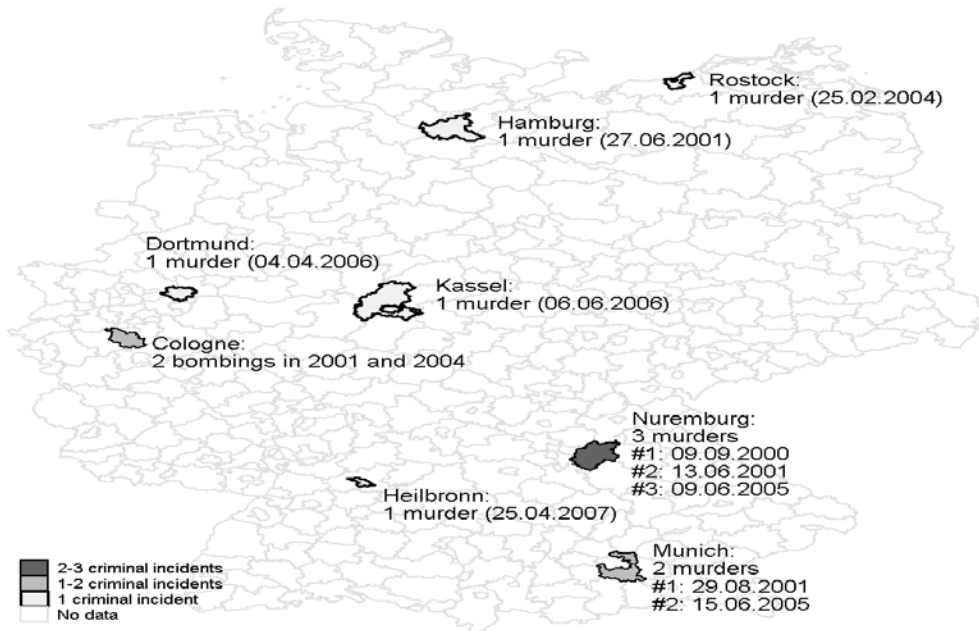 Rostock:
1 murder (25.02.2004)
Hamburg:
1 murder (27.06.2001)
Dortmund:
1 murder (04.04.2006)
Kassel:
1 murder (06.06.2006)
Cologne:
2 bombings in 2001 and 2004
Nuremburg:
3 murders
#1: 09.09.2000
#2: 13.06.2001
#3: 09.06.2005
Heilbronn:
1 murder (25.04.2007)
Munich:
2 murders
#1: 29.08.2001
#2: 15.06.2005
2-3 criminal incidents
1-2 criminal incidents
1 criminal incident
No data